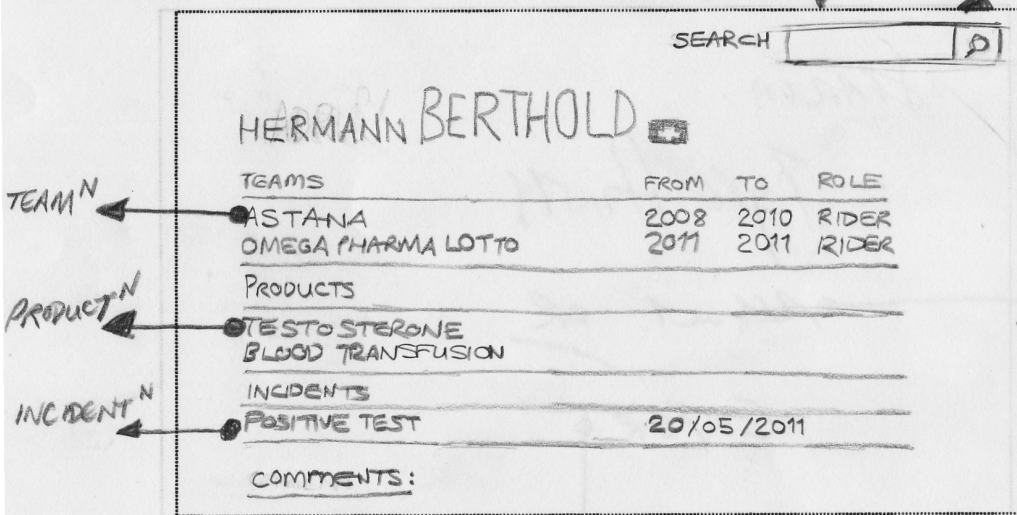 SEARCH
HERMANN BERTHOLD
TEAMS FROM TO ROLE
TEAM N
ASTANA 2008 2010 RIDER
OMEGA PHARMA LOTTO 2011 2011 RIDER
PRODUCTS
PRODUCT N
TESTOSTERONE
BLOOD TRANSFUSION
INCIDENTS
INCIDENT N
POSITIVE TEST 20/05/2011
COMMENTS: